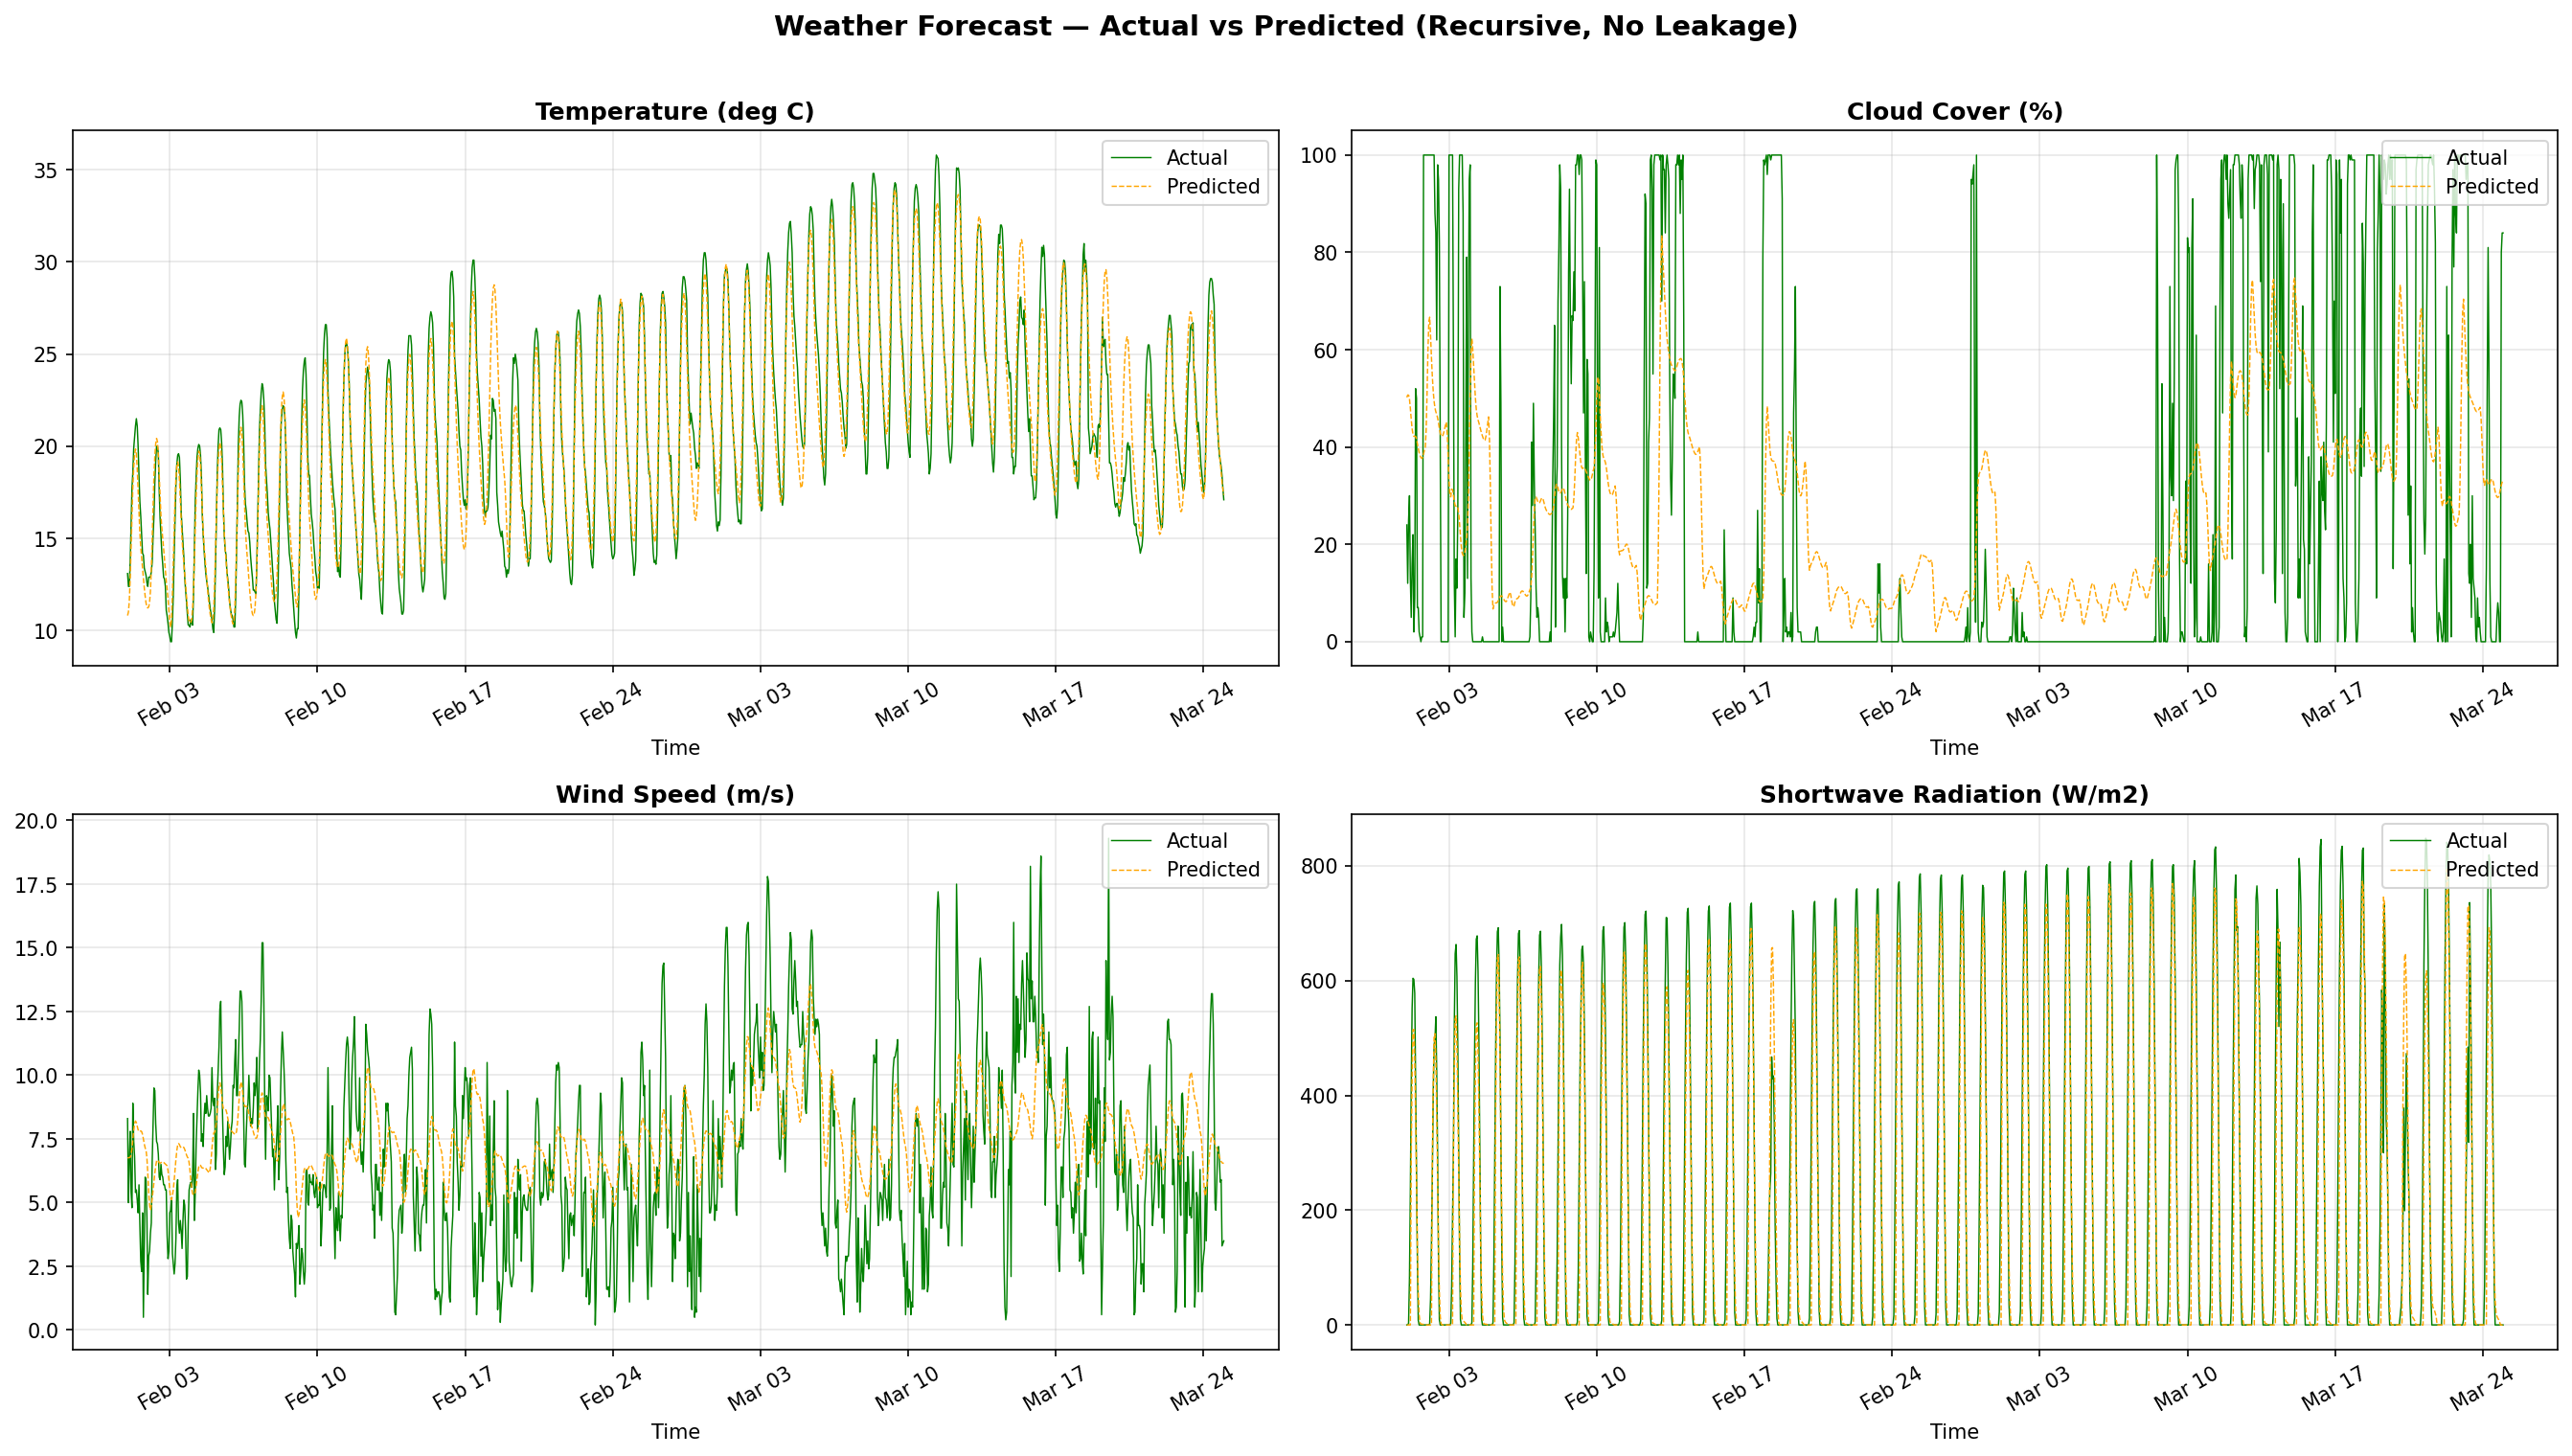 Weather Forecast — Actual vs Predicted (Recursive, No Leakage)
Temperature (deg C)
Actual
Predicted
35
30
25
20
15
10
Feb 03
Feb 10
Feb 17
Feb 24
Mar 03
Mar 10
Mar 17
Mar 24
Time
Cloud Cover (%)
Actual
Predicted
100
80
60
40
20
0
Feb 03
Feb 10
Feb 17
Feb 24
Mar 03
Mar 10
Mar 17
Mar 24
Time
Wind Speed (m/s)
Actual
Predicted
20.0
17.5
15.0
12.5
10.0
7.5
5.0
2.5
0.0
Feb 03
Feb 10
Feb 17
Feb 24
Mar 03
Mar 10
Mar 17
Mar 24
Time
Shortwave Radiation (W/m2)
Actual
Predicted
800
600
400
200
0
Feb 03
Feb 10
Feb 17
Feb 24
Mar 03
Mar 10
Mar 17
Mar 24
Time